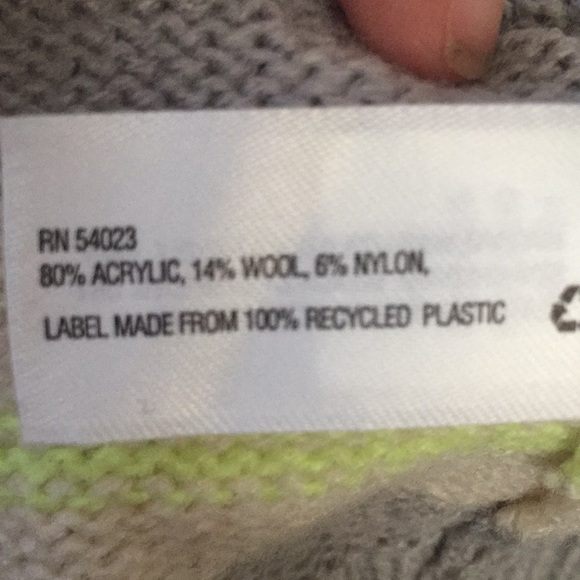 RN 54023
80% ACRYLIC, 14% WOOL, 6% NYLON,
LABEL MADE FROM 100% RECYCLED PLASTIC